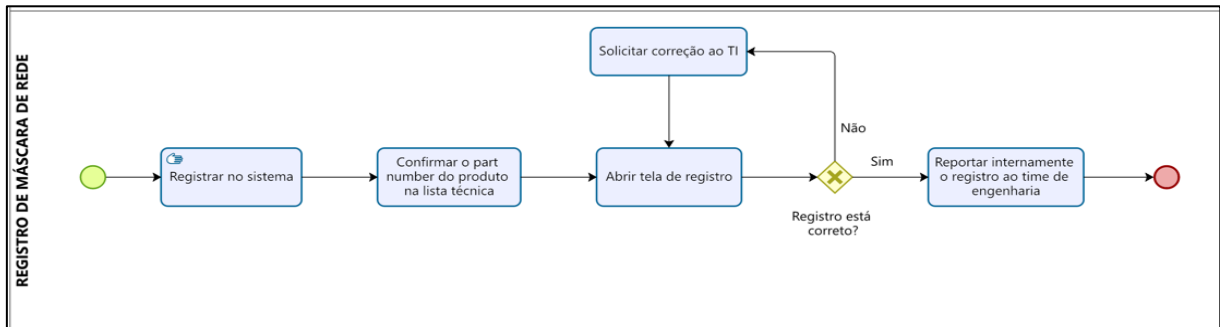 REGISTRO DE MÁSCARA DE REDE
Solicitar correção ao TI
Não
Registrar no sistema
Confirmar o part
number do produto
na lista técnica
Abrir tela de registro
Sim
Reportar internamente
o registro ao time de
engenharia
Registro está
correto?